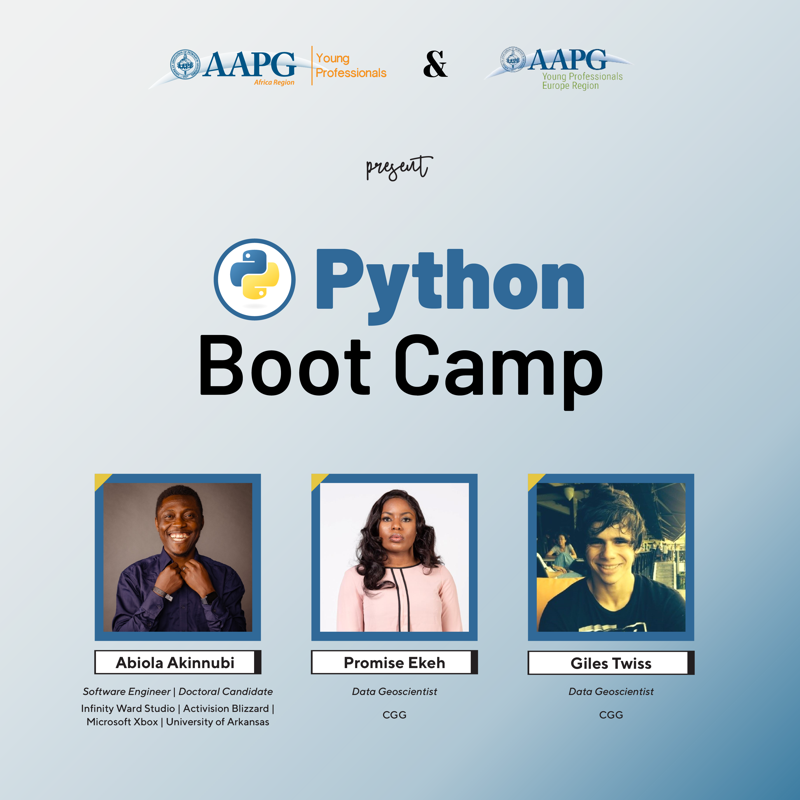 AAPG
Africa Region
Young
Professionals
&
AAPG
Young Professionals
Europe Region
present
Python
Boot Camp
Abiola Akinnubi
Software Engineer | Doctoral Candidate
Infinity Ward Studio | Activision Blizzard |
Microsoft Xbox | University of Arkansas
Promise Ekeh
Data Geoscientist
CGG
Giles Twiss
Data Geoscientist
CGG